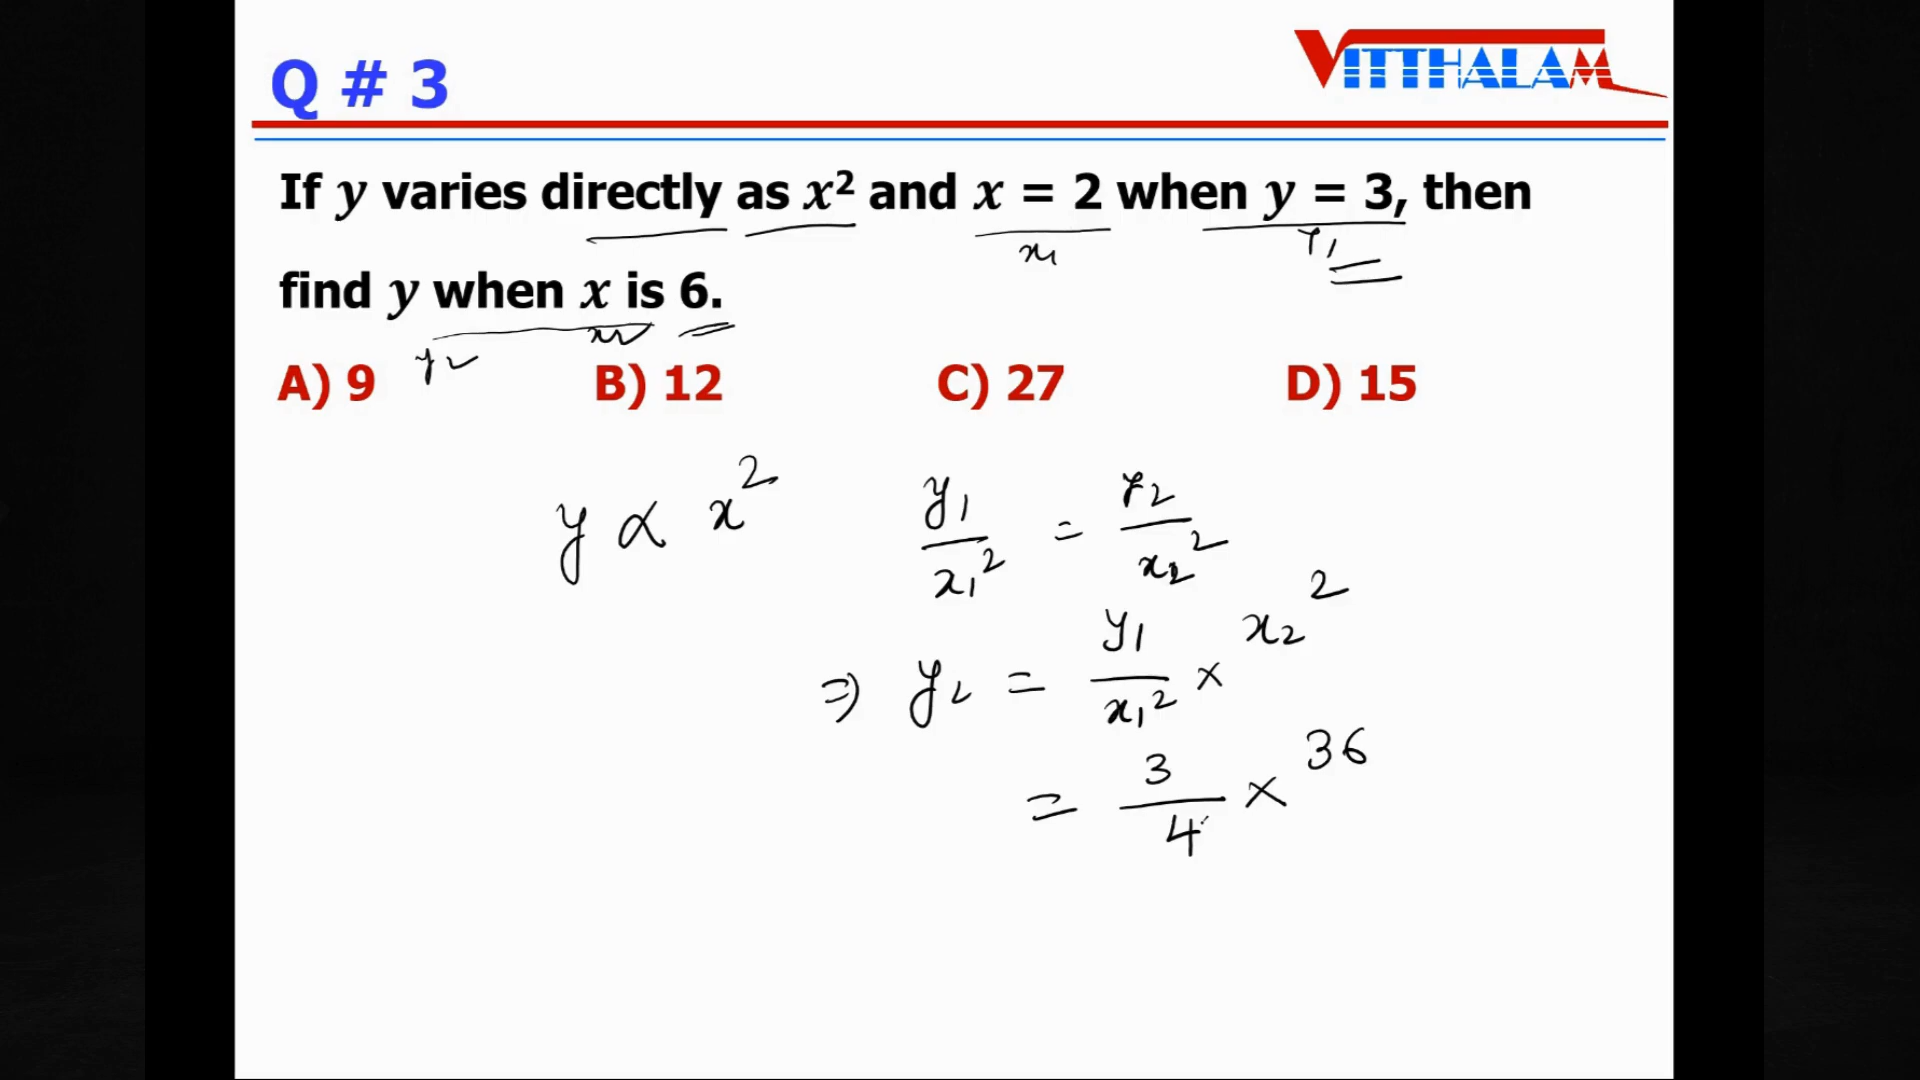 Q # 3
VITTHALAM
If y varies directly as x² and x = 2 when y = 3, then
x₁
y₁
find y when x is 6.
x₂
y₂
A) 9 B) 12 C) 27 D) 15
y ∝ x²
y₁/x₁² = y₂/x₂²
⇒ y₂ = y₁/x₁² × x₂²
= 3/4 × 36